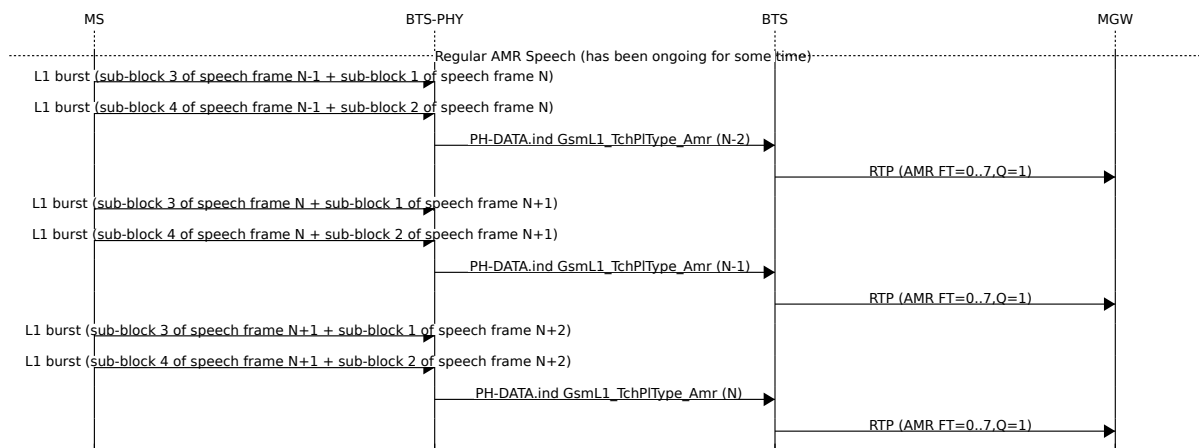 MS BTS-PHY BTS MGW
Regular AMR Speech (has been ongoing for some time)
L1 burst (sub-block 3 of speech frame N-1 + sub-block 1 of speech frame N)
L1 burst (sub-block 4 of speech frame N-1 + sub-block 2 of speech frame N)
PH-DATA.ind GsmL1_TchPlType_Amr (N-2)
RTP (AMR FT=0..7,Q=1)
L1 burst (sub-block 3 of speech frame N + sub-block 1 of speech frame N+1)
L1 burst (sub-block 4 of speech frame N + sub-block 2 of speech frame N+1)
PH-DATA.ind GsmL1_TchPlType_Amr (N-1)
RTP (AMR FT=0..7,Q=1)
L1 burst (sub-block 3 of speech frame N+1 + sub-block 1 of speech frame N+2)
L1 burst (sub-block 4 of speech frame N+1 + sub-block 2 of speech frame N+2)
PH-DATA.ind GsmL1_TchPlType_Amr (N)
RTP (AMR FT=0..7,Q=1)